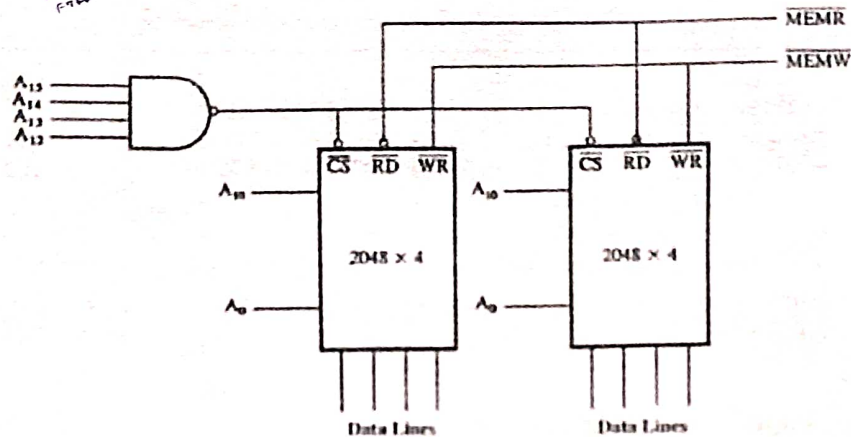 MEMR
MEMW
A15
A14
A13
A12
CS RD WR
CS RD WR
A10
A10
2048 × 4
2048 × 4
A0
A0
Data Lines
Data Lines